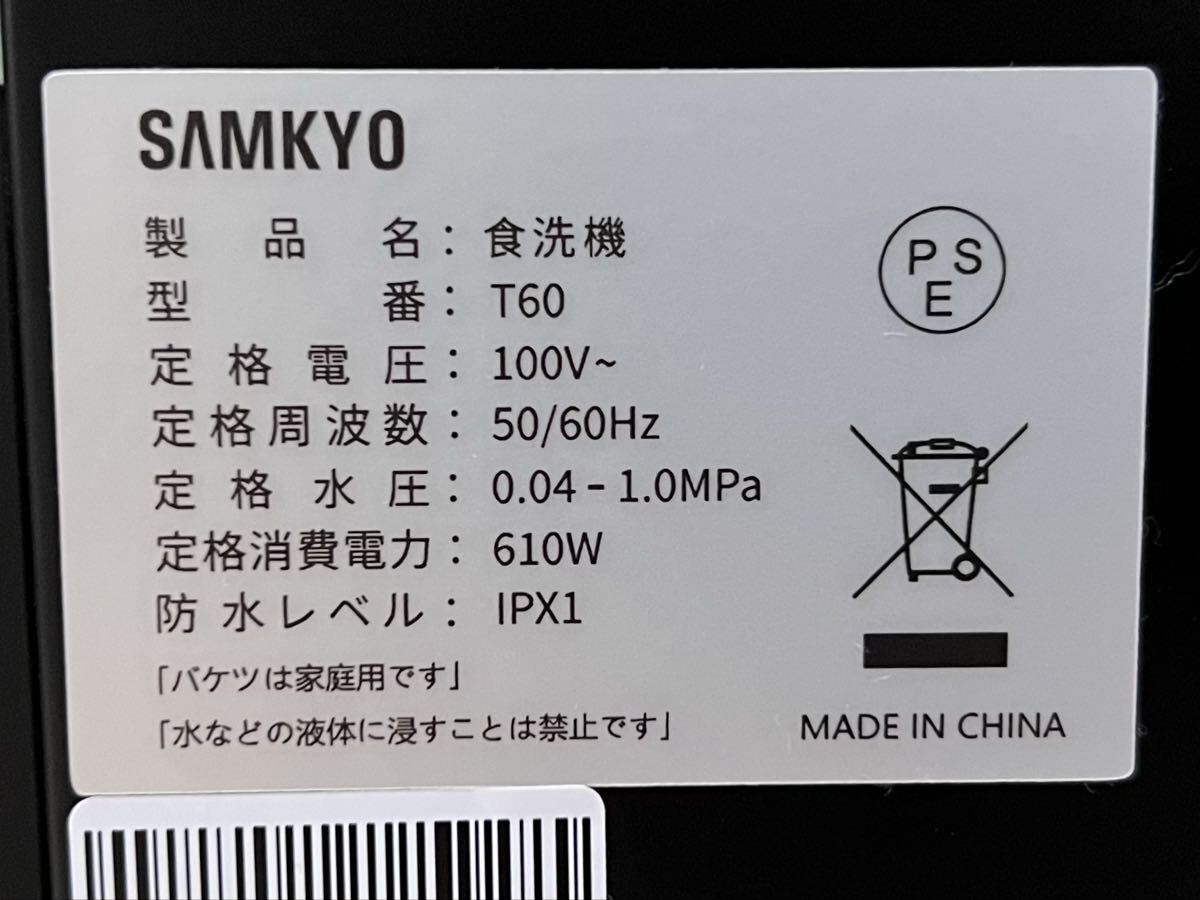 SAMKYO
製品名：食洗機
型番：T60
定格電圧：100V~
定格周波数：50/60Hz
定格水圧：0.04-1.0MPa
定格消費電力：610W
防水レベル：IPX1
「バケツは家庭用です」
「水などの液体に浸すことは禁止です」
PSE
MADE IN CHINA